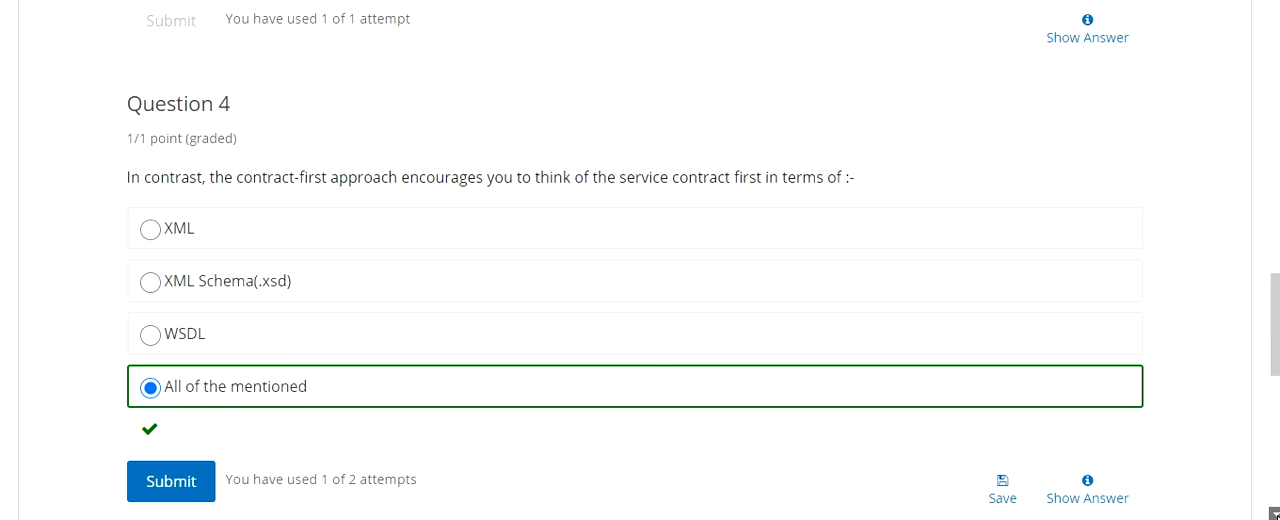 Submit You have used 1 of 1 attempt
Show Answer
Question 4
1/1 point (graded)
In contrast, the contract-first approach encourages you to think of the service contract first in terms of :-
XML
XML Schema(.xsd)
WSDL
All of the mentioned
Submit You have used 1 of 2 attempts
Save Show Answer